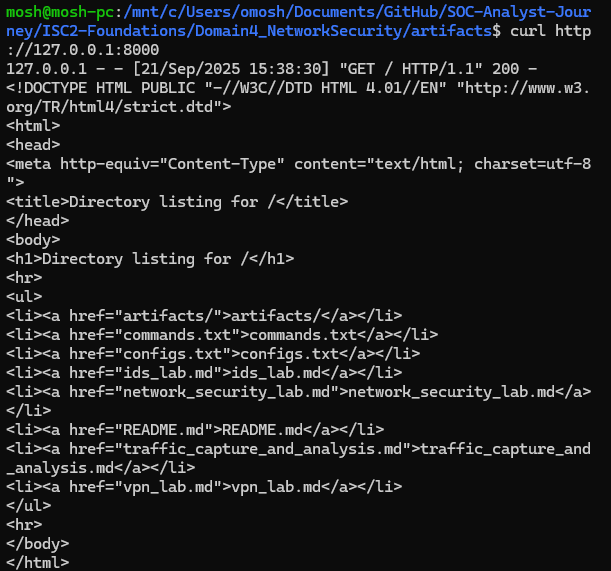 mosh@mosh-pc:/mnt/c/Users/omosh/Documents/GitHub/SOC-Analyst-Jour
ney/ISC2-Foundations/Domain4_NetworkSecurity/artifacts$ curl http
://127.0.0.1:8000
127.0.0.1 - - [21/Sep/2025 15:38:30] "GET / HTTP/1.1" 200 -
<!DOCTYPE HTML PUBLIC "-//W3C//DTD HTML 4.01//EN" "http://www.w3.
org/TR/html4/strict.dtd">
<html>
<head>
<meta http-equiv="Content-Type" content="text/html; charset=utf-8
">
<title>Directory listing for /</title>
</head>
<body>
<h1>Directory listing for /</h1>
<hr>
<ul>
<li><a href="artifacts/">artifacts/</a></li>
<li><a href="commands.txt">commands.txt</a></li>
<li><a href="configs.txt">configs.txt</a></li>
<li><a href="ids_lab.md">ids_lab.md</a></li>
<li><a href="network_security_lab.md">network_security_lab.md</a>
</li>
<li><a href="README.md">README.md</a></li>
<li><a href="traffic_capture_and_analysis.md">traffic_capture_and
_analysis.md</a></li>
<li><a href="vpn_lab.md">vpn_lab.md</a></li>
</ul>
<hr>
</body>
</html>